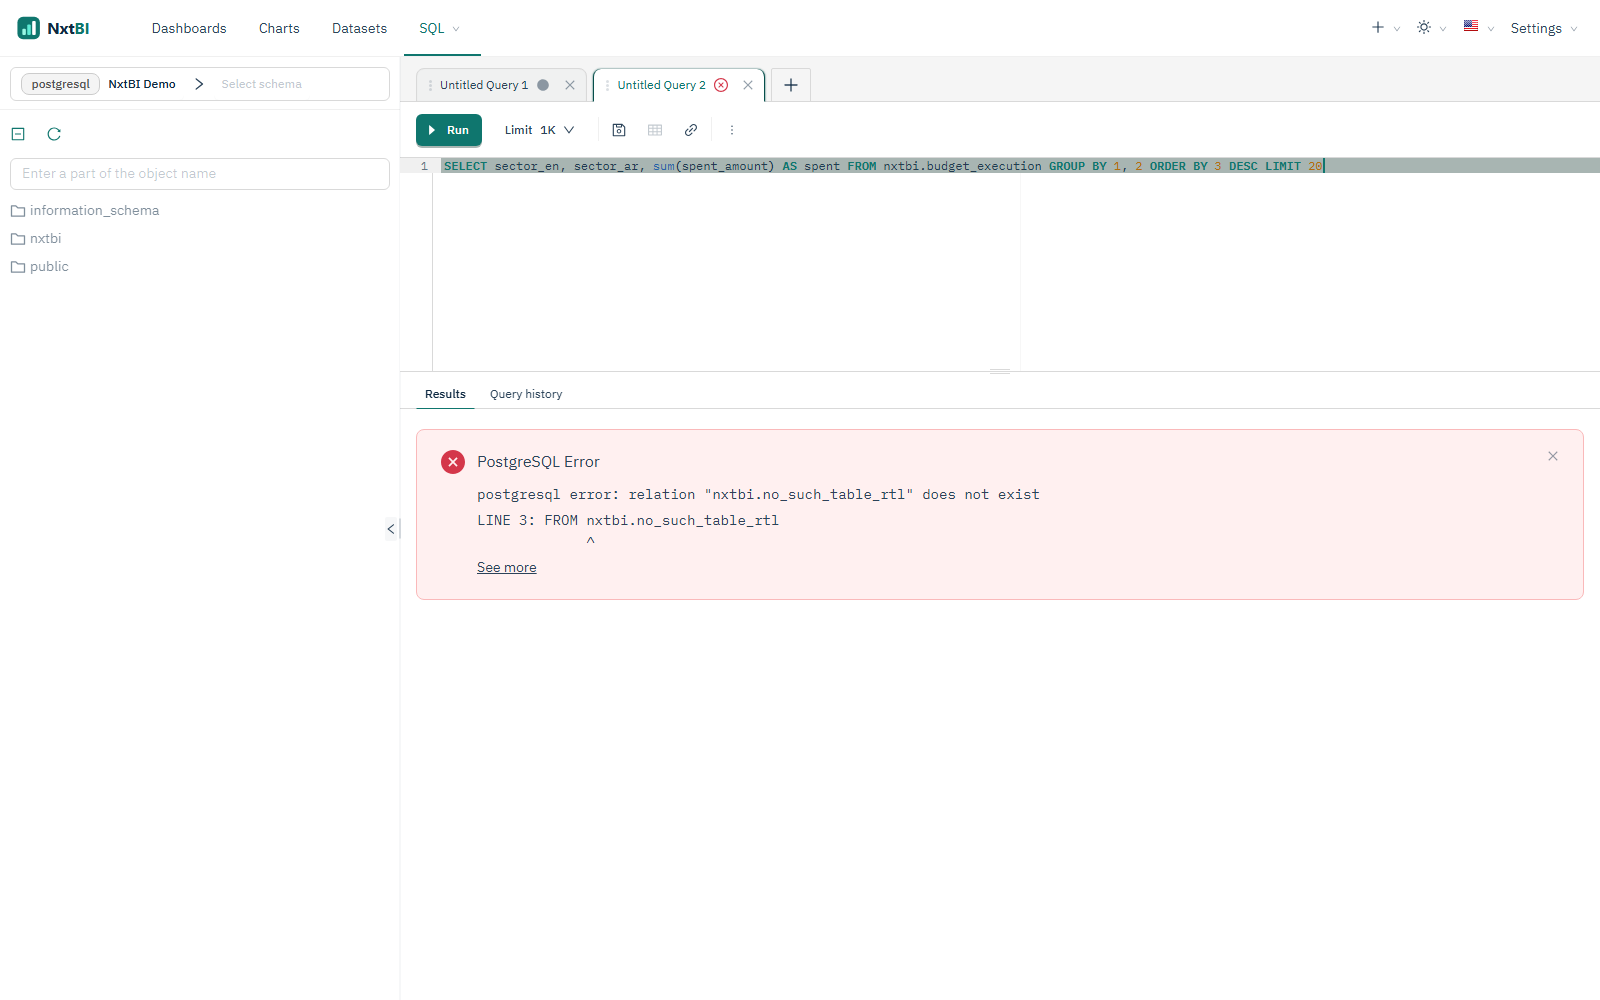 NxtBI
Dashboards
Charts
Datasets
SQL
Settings
postgresql NxtBI Demo > Select schema
Untitled Query 1
Untitled Query 2
Run
Limit 1K
Enter a part of the object name
information_schema
nxtbi
public
1 SELECT sector_en, sector_ar, sum(spent_amount) AS spent FROM nxtbi.budget_execution GROUP BY 1, 2 ORDER BY 3 DESC LIMIT 20
Results
Query history
PostgreSQL Error
postgresql error: relation "nxtbi.no_such_table_rtl" does not exist
LINE 3: FROM nxtbi.no_such_table_rtl
^
See more